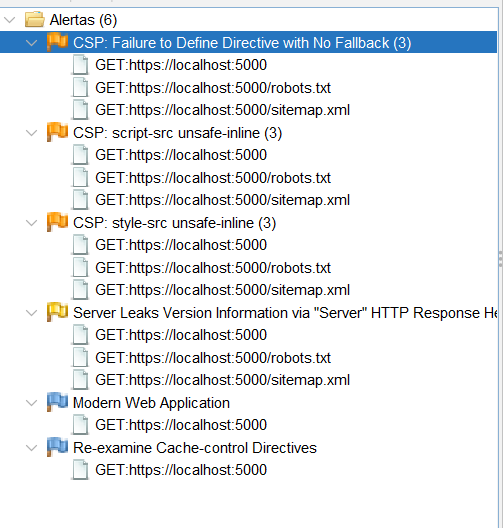 Alertas (6)
CSP: Failure to Define Directive with No Fallback (3)
GET:https://localhost:5000
GET:https://localhost:5000/robots.txt
GET:https://localhost:5000/sitemap.xml
CSP: script-src unsafe-inline (3)
GET:https://localhost:5000
GET:https://localhost:5000/robots.txt
GET:https://localhost:5000/sitemap.xml
CSP: style-src unsafe-inline (3)
GET:https://localhost:5000
GET:https://localhost:5000/robots.txt
GET:https://localhost:5000/sitemap.xml
Server Leaks Version Information via "Server" HTTP Response He
GET:https://localhost:5000
GET:https://localhost:5000/robots.txt
GET:https://localhost:5000/sitemap.xml
Modern Web Application
GET:https://localhost:5000
Re-examine Cache-control Directives
GET:https://localhost:5000